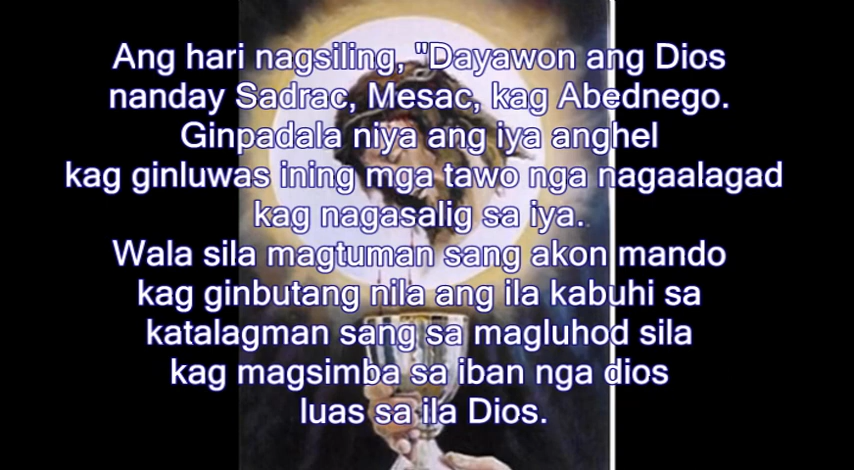 Ang hari nagsiling, "Dayawon ang Dios
nanday Sadrac, Mesac, kag Abednego.
Ginpadala niya ang iya anghel
kag ginluwas ining mga tawo nga nagaalagad
kag nagasalig sa iya.
Wala sila magtuman sang akon mando
kag ginbutang nila ang ila kabuhi sa
katalagman sang sa magluhod sila
kag magsimba sa iban nga dios
luas sa ila Dios.